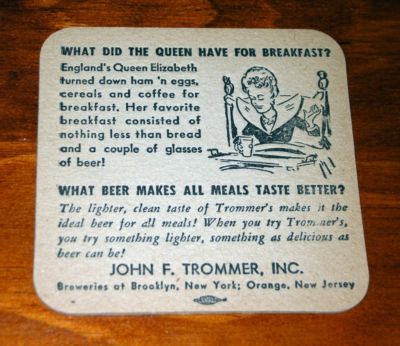 WHAT DID THE QUEEN HAVE FOR BREAKFAST?
England's Queen Elizabeth
turned down ham 'n eggs,
cereals and coffee for
breakfast. Her favorite
breakfast consisted of
nothing less than bread
and a couple of glasses
of beer!
WHAT BEER MAKES ALL MEALS TASTE BETTER?
The lighter, clean taste of Trommer's makes it the
ideal beer for all meals! When you try Trommer's,
you try something lighter, something as delicious as
beer can be!
JOHN F. TROMMER, INC.
Breweries at Brooklyn, New York; Orange, New Jersey